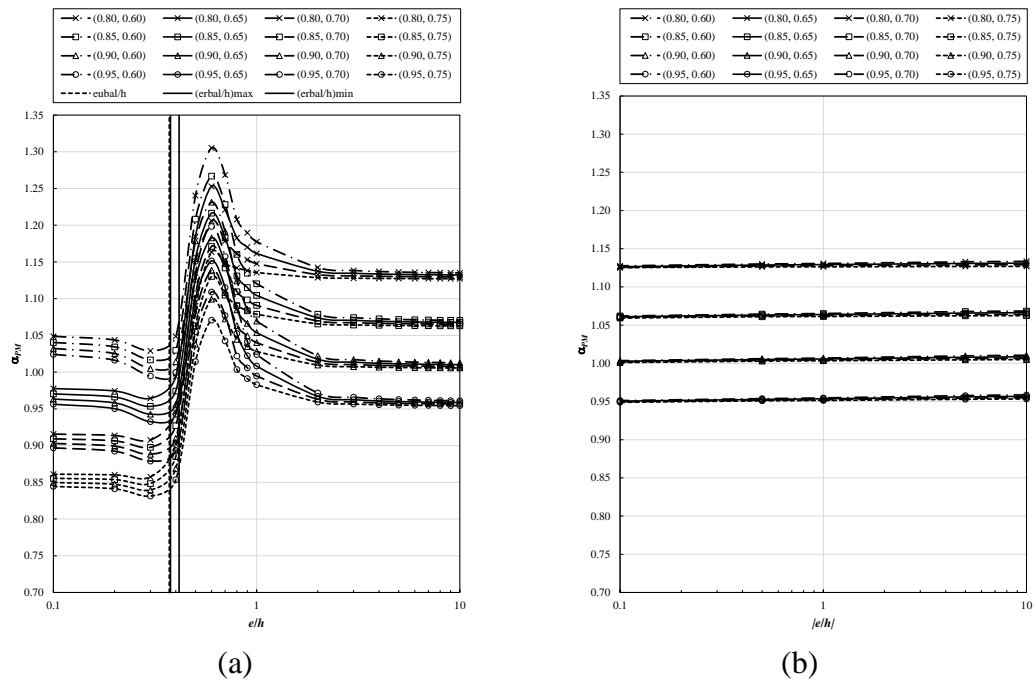 (0.80, 0.60) (0.80, 0.65) (0.80, 0.70) (0.80, 0.75)
(0.85, 0.60) (0.85, 0.65) (0.85, 0.70) (0.85, 0.75)
(0.90, 0.60) (0.90, 0.65) (0.90, 0.70) (0.90, 0.75)
(0.95, 0.60) (0.95, 0.65) (0.95, 0.70) (0.95, 0.75)
eubal/h (erbal/h)max (erbal/h)min
1.35
1.30
1.25
1.20
1.15
1.10
1.05
1.00
0.95
0.90
0.85
0.80
0.75
0.70
αPM
0.1 1 10
e/h
(a)
(0.80, 0.60) (0.80, 0.65) (0.80, 0.70) (0.80, 0.75)
(0.85, 0.60) (0.85, 0.65) (0.85, 0.70) (0.85, 0.75)
(0.90, 0.60) (0.90, 0.65) (0.90, 0.70) (0.90, 0.75)
(0.95, 0.60) (0.95, 0.65) (0.95, 0.70) (0.95, 0.75)
1.35
1.30
1.25
1.20
1.15
1.10
1.05
1.00
0.95
0.90
0.85
0.80
0.75
0.70
αPM
0.1 1 10
|e/h|
(b)